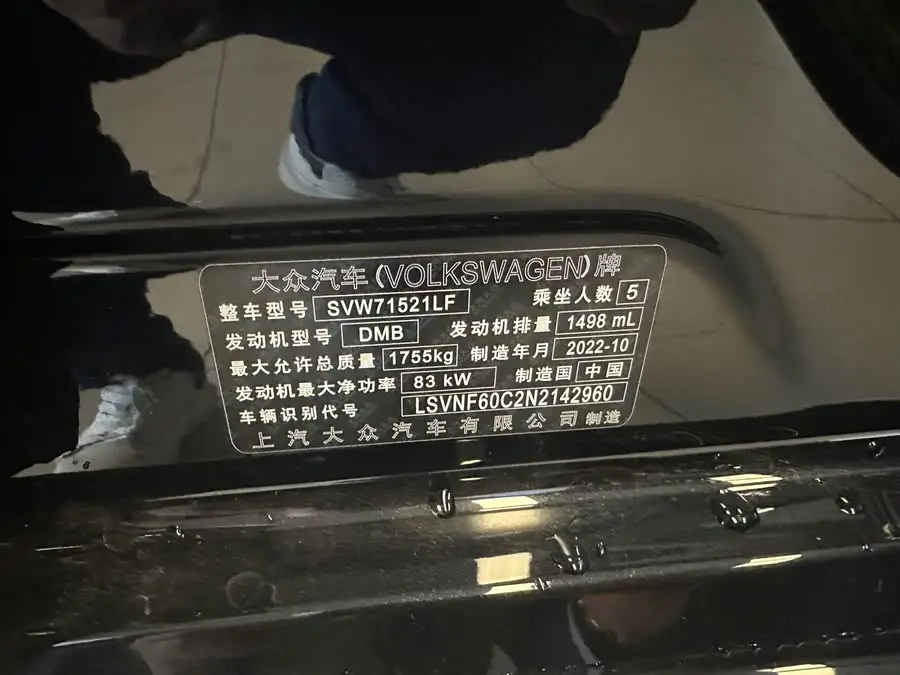 大众汽车(VOLKSWAGEN)牌
整车型号 SVW71521LF 乘坐人数 5
发动机型号 DMB 发动机排量 1498 mL
最大允许总质量 1755kg 制造年月 2022-10
发动机最大净功率 83 kW 制造国 中国
车辆识别代号 LSVNF60C2N2142960
上汽大众汽车有限公司 制造